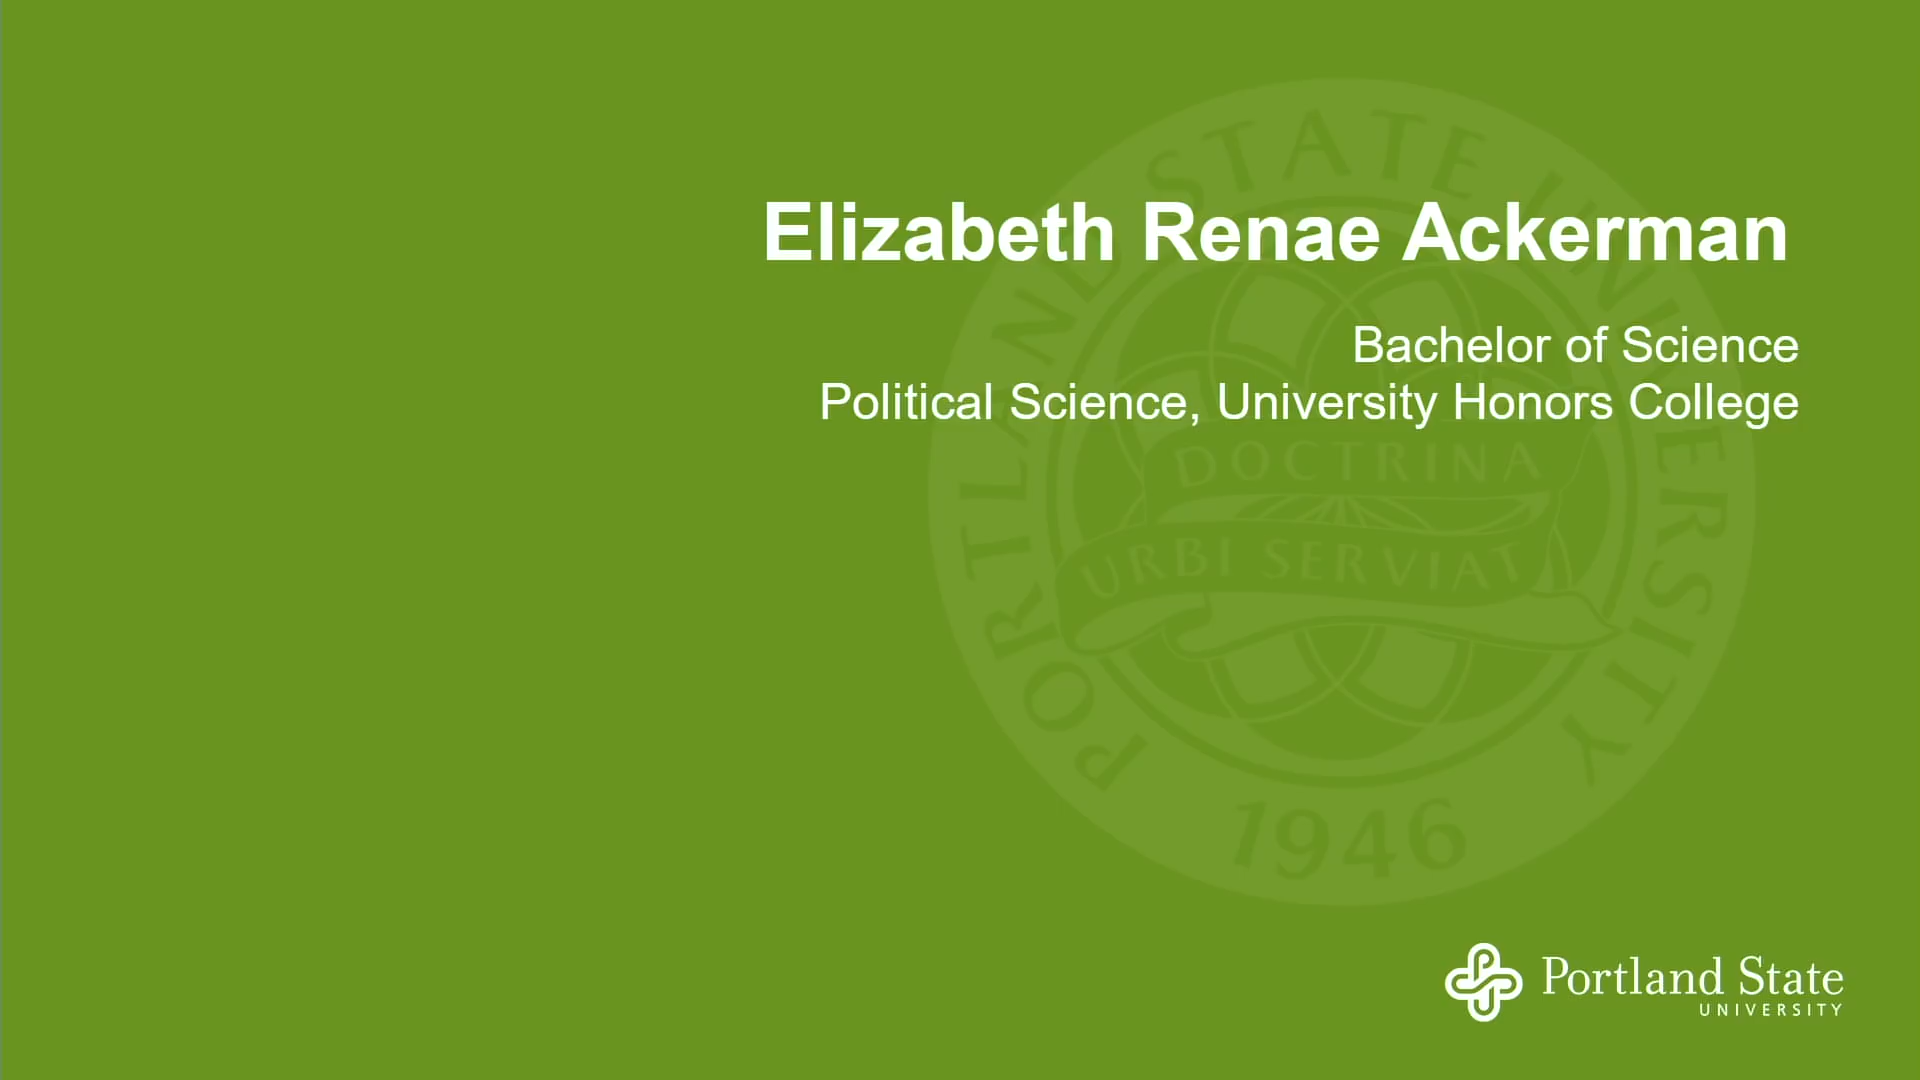 Elizabeth Renae Ackerman
Bachelor of Science
Political Science, University Honors College
PORTLAND STATE UNIVERSITY
DOCTRINA
URBI SERVIAT
1946
Portland State
UNIVERSITY